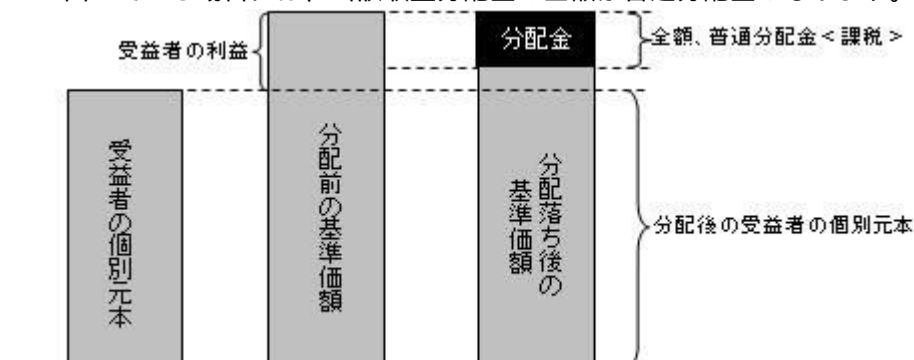 受益者の利益
分配金
全額、普通分配金<課税>
受益者の個別元本
分配前の基準価額
分配落ち後の
基準価額
分配後の受益者の個別元本